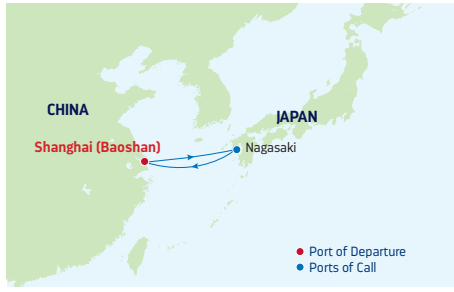 CHINA
JAPAN
Shanghai (Baoshan)
Nagasaki
Port of Departure
Ports of Call